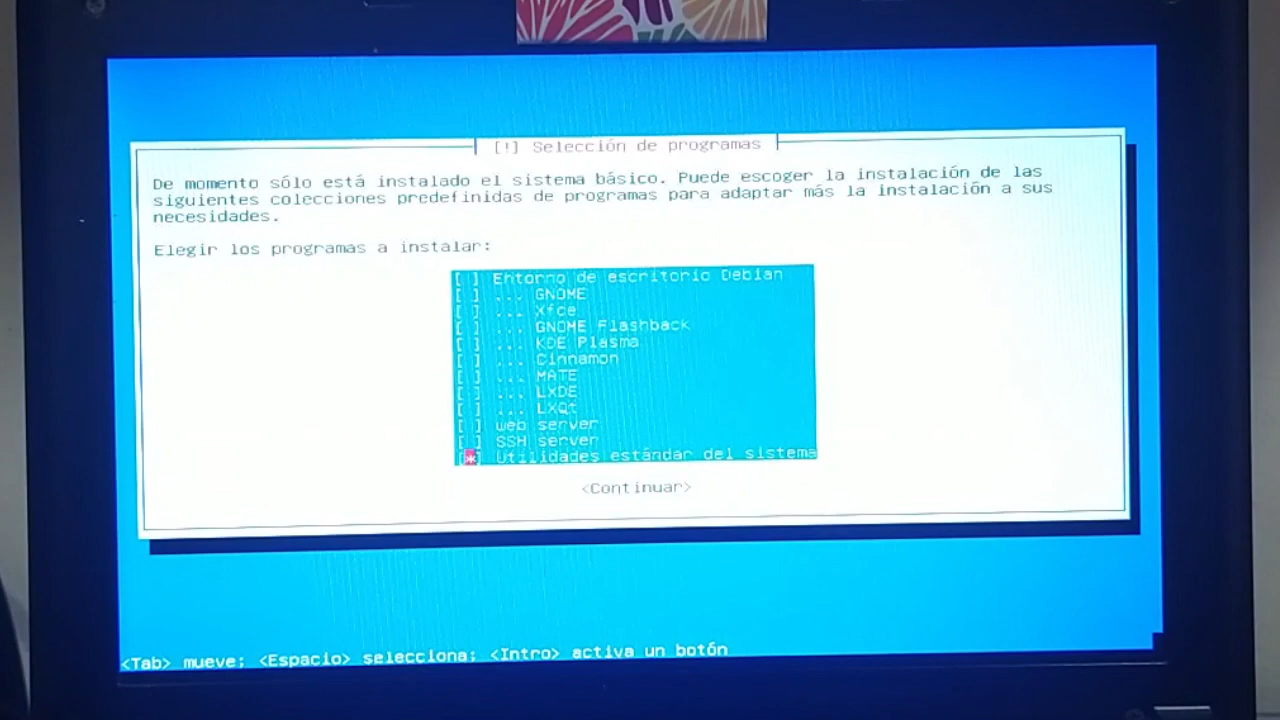 [!] Selección de programas
De momento sólo está instalado el sistema básico. Puede escoger la instalación de las
siguientes colecciones predefinidas de programas para adaptar más la instalación a sus
necesidades.
Elegir los programas a instalar:
[ ] Entorno de escritorio Debian
[ ] ... GNOME
[ ] ... Xfce
[ ] ... GNOME Flashback
[ ] ... KDE Plasma
[ ] ... Cinnamon
[ ] ... MATE
[ ] ... LXDE
[ ] ... LXQt
[ ] web server
[ ] SSH server
[*] Utilidades estándar del sistema
<Continuar>
<Tab> mueve; <Espacio> selecciona; <Intro> activa un botón